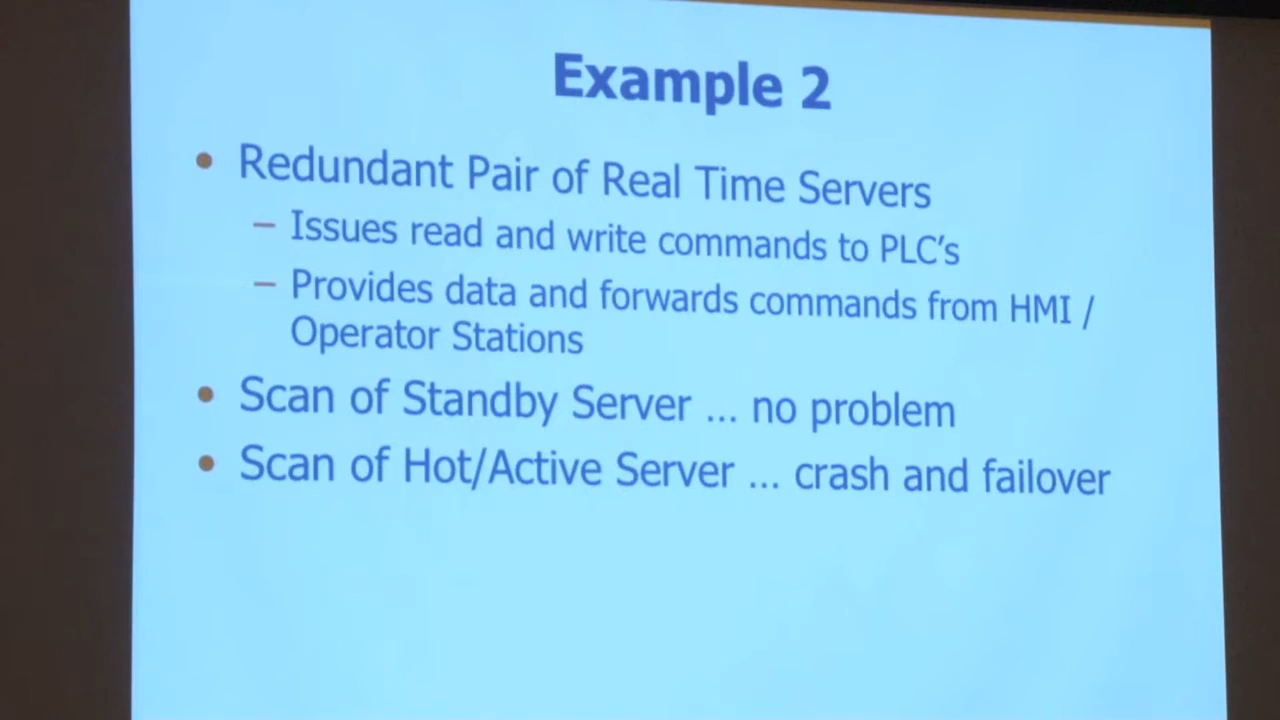 Example 2
• Redundant Pair of Real Time Servers
– Issues read and write commands to PLC's
– Provides data and forwards commands from HMI /
Operator Stations
• Scan of Standby Server ... no problem
• Scan of Hot/Active Server ... crash and failover